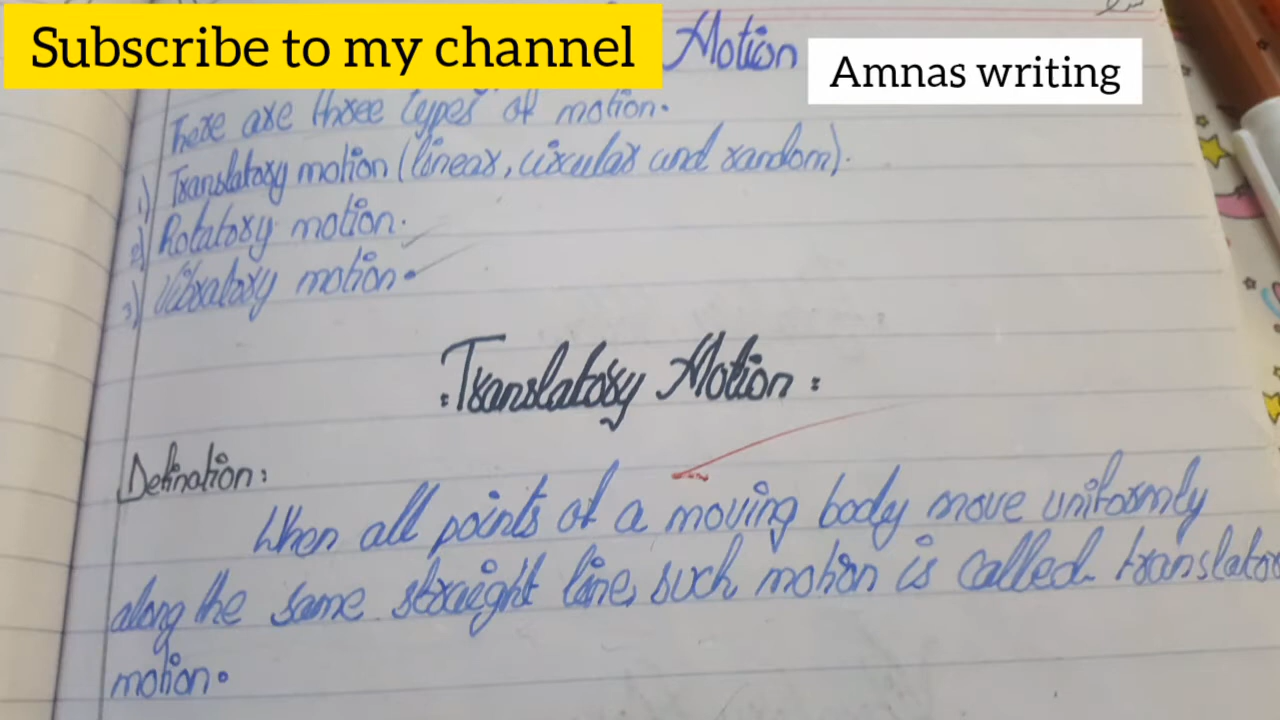 Subscribe to my channel
Motion
Amnas writing
There are three types of motion.
1) Translatory motion (linear, circular and random).
2) Rotatory motion.
3) Vibratory motion.
:Translatory Motion:
Defination:
When all points of a moving body move uniformly
along the same straight line, such motion is called translator
motion.